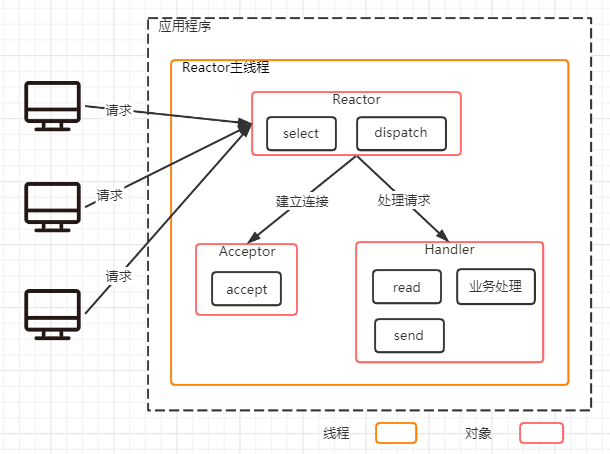 应用程序
Reactor主线程
Reactor
select
dispatch
请求
请求
请求
建立连接
处理请求
Acceptor
accept
Handler
read
业务处理
send
线程
对象